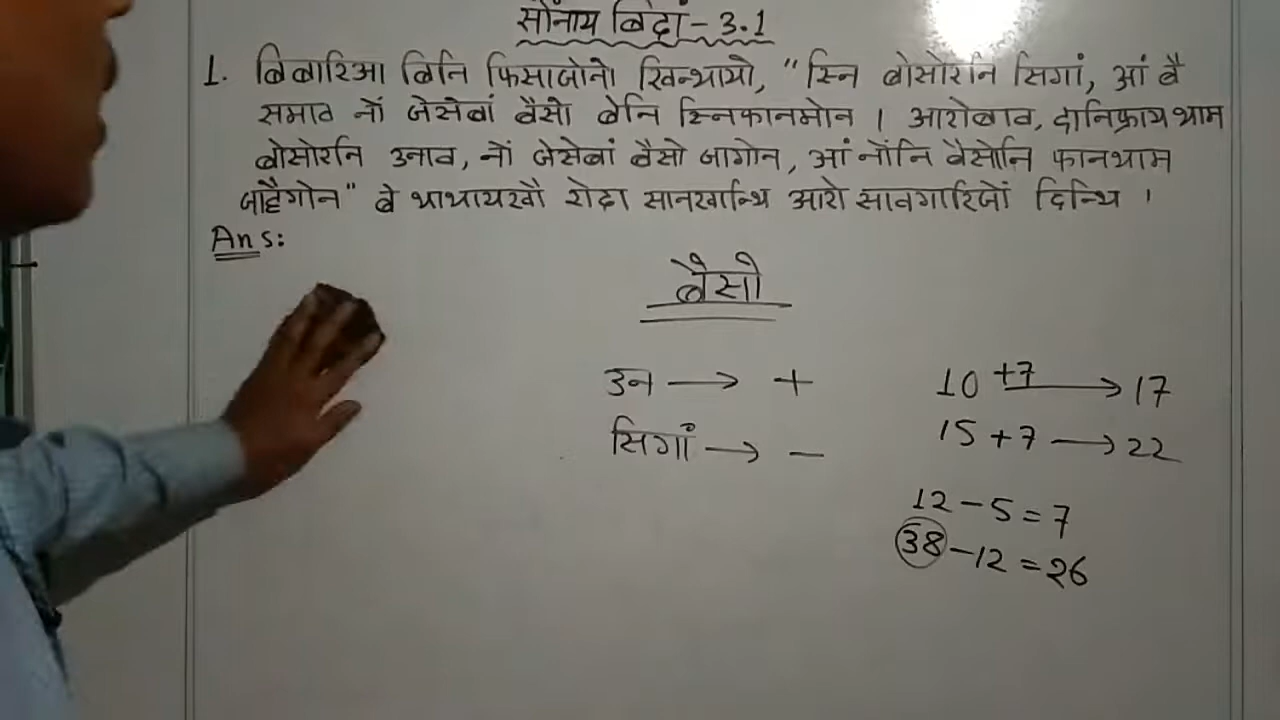 सोंनाय बिदां - 3.1
1. बिबारिआ बिनि फिसाजोनो खिन्थायो, "स्नि बोसोरनि सिगां, आं बै
समाव नों जेसेबां बैसो बेनि स्निफानमोन । आरोबाव, दानिफ्राय थाम
बोसोरनि उनाव, नों जेसेबां बैसो जागोन, आं नोंनि बैसोनि फानथाम
जाहैगोन" बे थाथायखौ रोदा सानखान्थि आरो सावगारिजों दिन्थि ।
Ans:
बैसो
उन → +
सिगां → -
10 +7 → 17
15 + 7 → 22
12 - 5 = 7
38 - 12 = 26